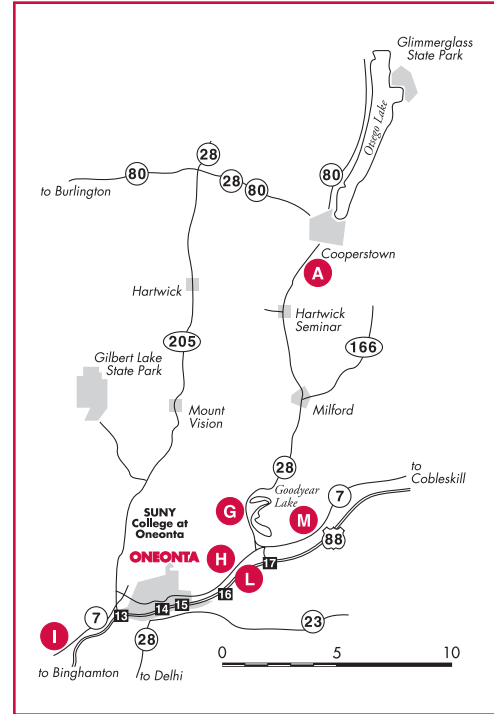 Glimmerglass
State Park
Otsego Lake
28
80
28
80
80
to Burlington
Cooperstown
A
Hartwick
Hartwick
Seminar
205
166
Gilbert Lake
State Park
Mount
Vision
Milford
28
to
Cobleskill
Goodyear
Lake
7
G
M
SUNY
College at
Oneonta
88
ONEONTA
H
17
L
16
15
14
13
7
I
28
23
to Binghamton
to Delhi
0
5
10